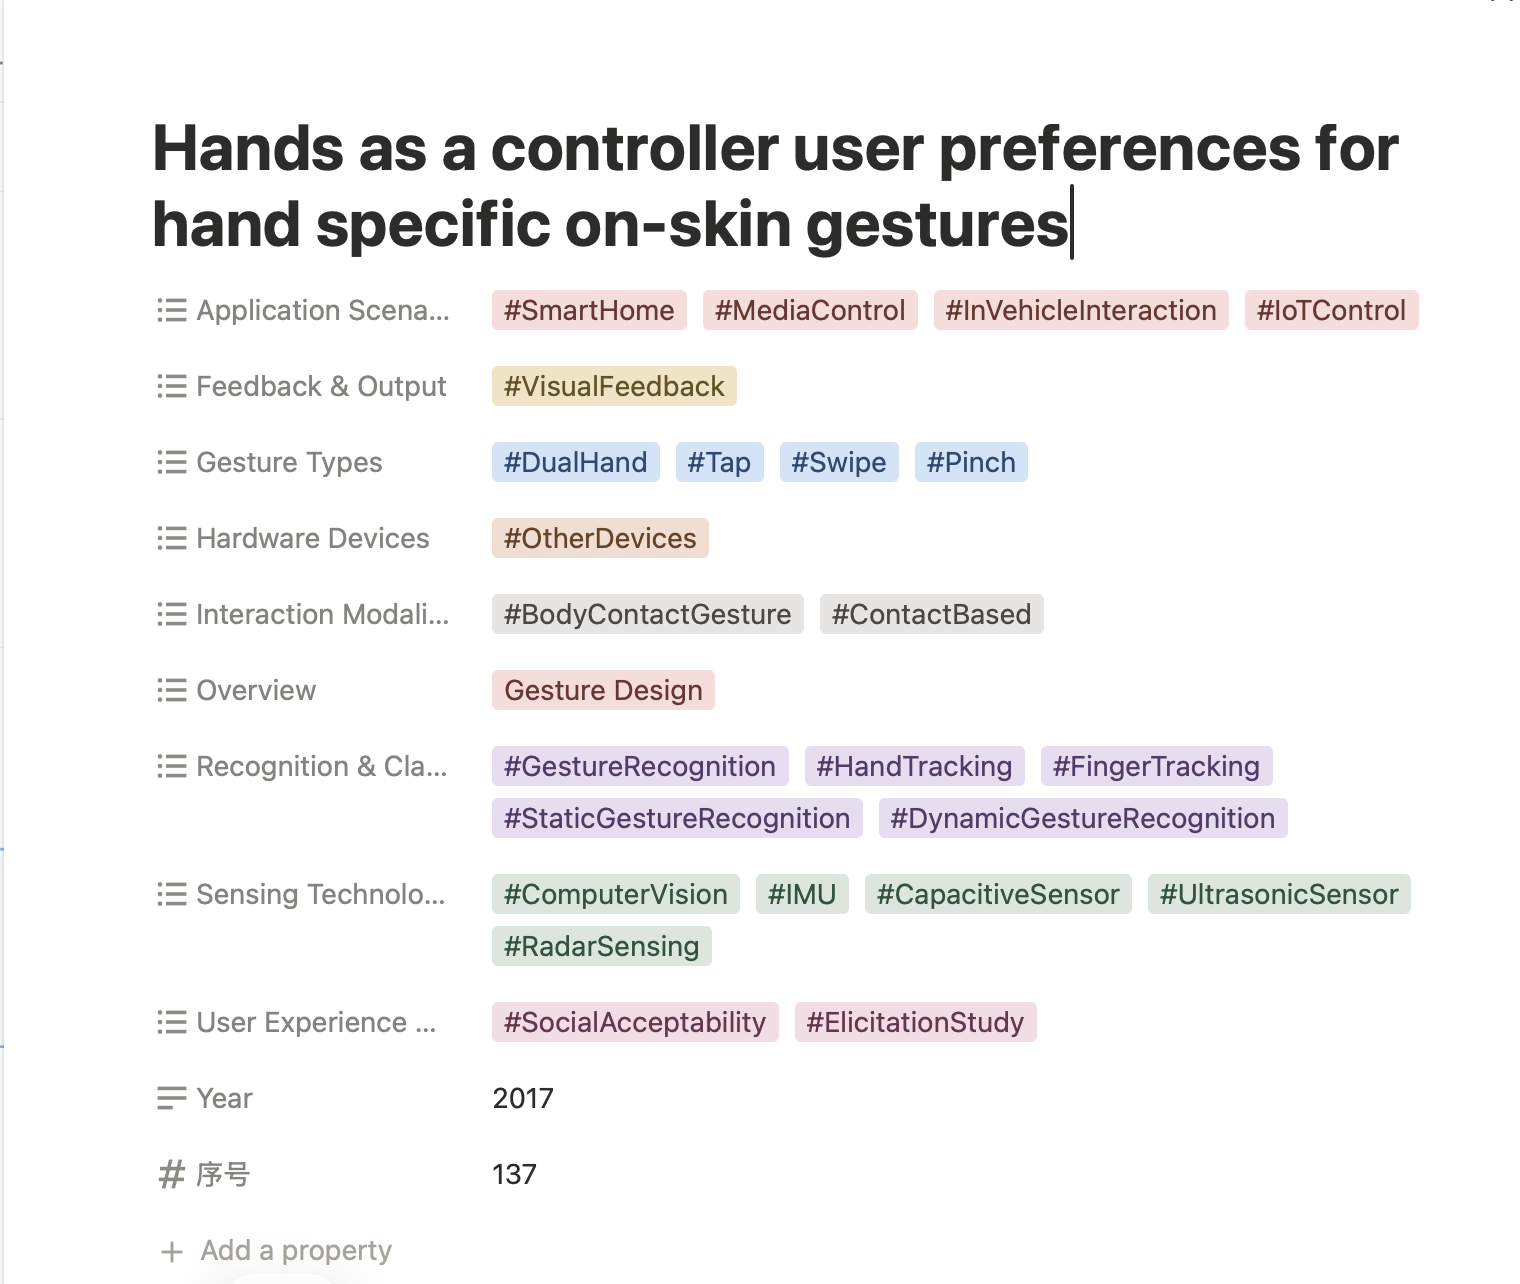 Hands as a controller user preferences for
hand specific on-skin gestures
Application Scena... #SmartHome #MediaControl #InVehicleInteraction #IoTControl
Feedback & Output #VisualFeedback
Gesture Types #DualHand #Tap #Swipe #Pinch
Hardware Devices #OtherDevices
Interaction Modali... #BodyContactGesture #ContactBased
Overview Gesture Design
Recognition & Cla... #GestureRecognition #HandTracking #FingerTracking
#StaticGestureRecognition #DynamicGestureRecognition
Sensing Technolo... #ComputerVision #IMU #CapacitiveSensor #UltrasonicSensor
#RadarSensing
User Experience ... #SocialAcceptability #ElicitationStudy
Year 2017
# 序号 137
+ Add a property